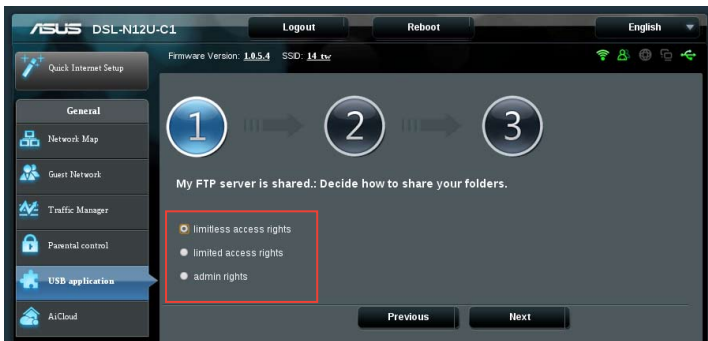 ASUS DSL-N12U-C1 Logout Reboot English
Quick Internet Setup
Firmware Version: 1.0.5.4 SSID: 14_tw
General
Network Map
Guest Network
Traffic Manager
Parental control
USB application
AiCloud
1 2 3
My FTP server is shared.: Decide how to share your folders.
limitless access rights
limited access rights
admin rights
Previous Next